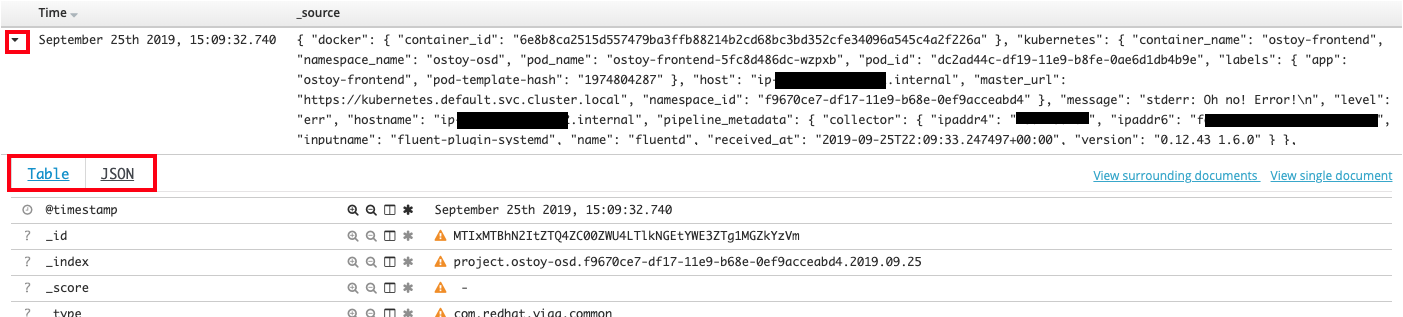 Time _source
September 25th 2019, 15:09:32.740 { "docker": { "container_id": "6e8b8ca2515d557479ba3ffb88214b2cd68bc3bd352cfe34096a545c4a2f226a" }, "kubernetes": { "container_name": "ostoy-frontend",
"namespace_name": "ostoy-osd", "pod_name": "ostoy-frontend-5fc8d486dc-wzpxb", "pod_id": "dc2ad44c-df19-11e9-b8fe-0ae6d1db4b9e", "labels": { "app":
"ostoy-frontend", "pod-template-hash": "1974804287" }, "host": "ip- .internal", "master_url":
"https://kubernetes.default.svc.cluster.local", "namespace_id": "f9670ce7-df17-11e9-b68e-0ef9acceabd4" }, "message": "stderr: Oh no! Error!\n", "level":
"err", "hostname": "ip- 2.internal", "pipeline_metadata": { "collector": { "ipaddr4": " ", "ipaddr6": "f ",
"inputname": "fluent-plugin-systemd", "name": "fluentd", "received_at": "2019-09-25T22:09:33.247497+00:00", "version": "0.12.43 1.6.0" } },
Table JSON View surrounding documents View single document
@timestamp September 25th 2019, 15:09:32.740
? _id MTIxMTBhN2ItZTQ4ZC00ZWU4LTlkNGEtYWE3ZTg1MGZkYzVm
? _index project.ostoy-osd.f9670ce7-df17-11e9-b68e-0ef9acceabd4.2019.09.25
? _score -
? _type com.redhat.viaq.common